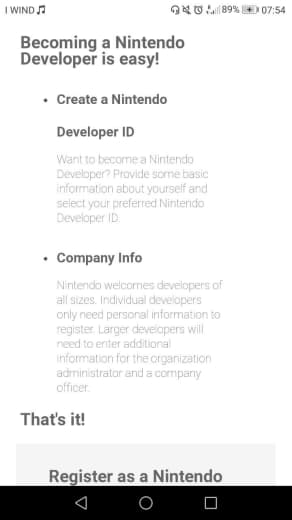 I WIND 89% 07:54
Becoming a Nintendo
Developer is easy!
• Create a Nintendo
Developer ID
Want to become a Nintendo
Developer? Provide some basic
information about yourself and
select your preferred Nintendo
Developer ID.
• Company Info
Nintendo welcomes developers of
all sizes. Individual developers
only need personal information to
register. Larger developers will
need to enter additional
information for the organization
administrator and a company
officer.
That's it!
Register as a Nintendo